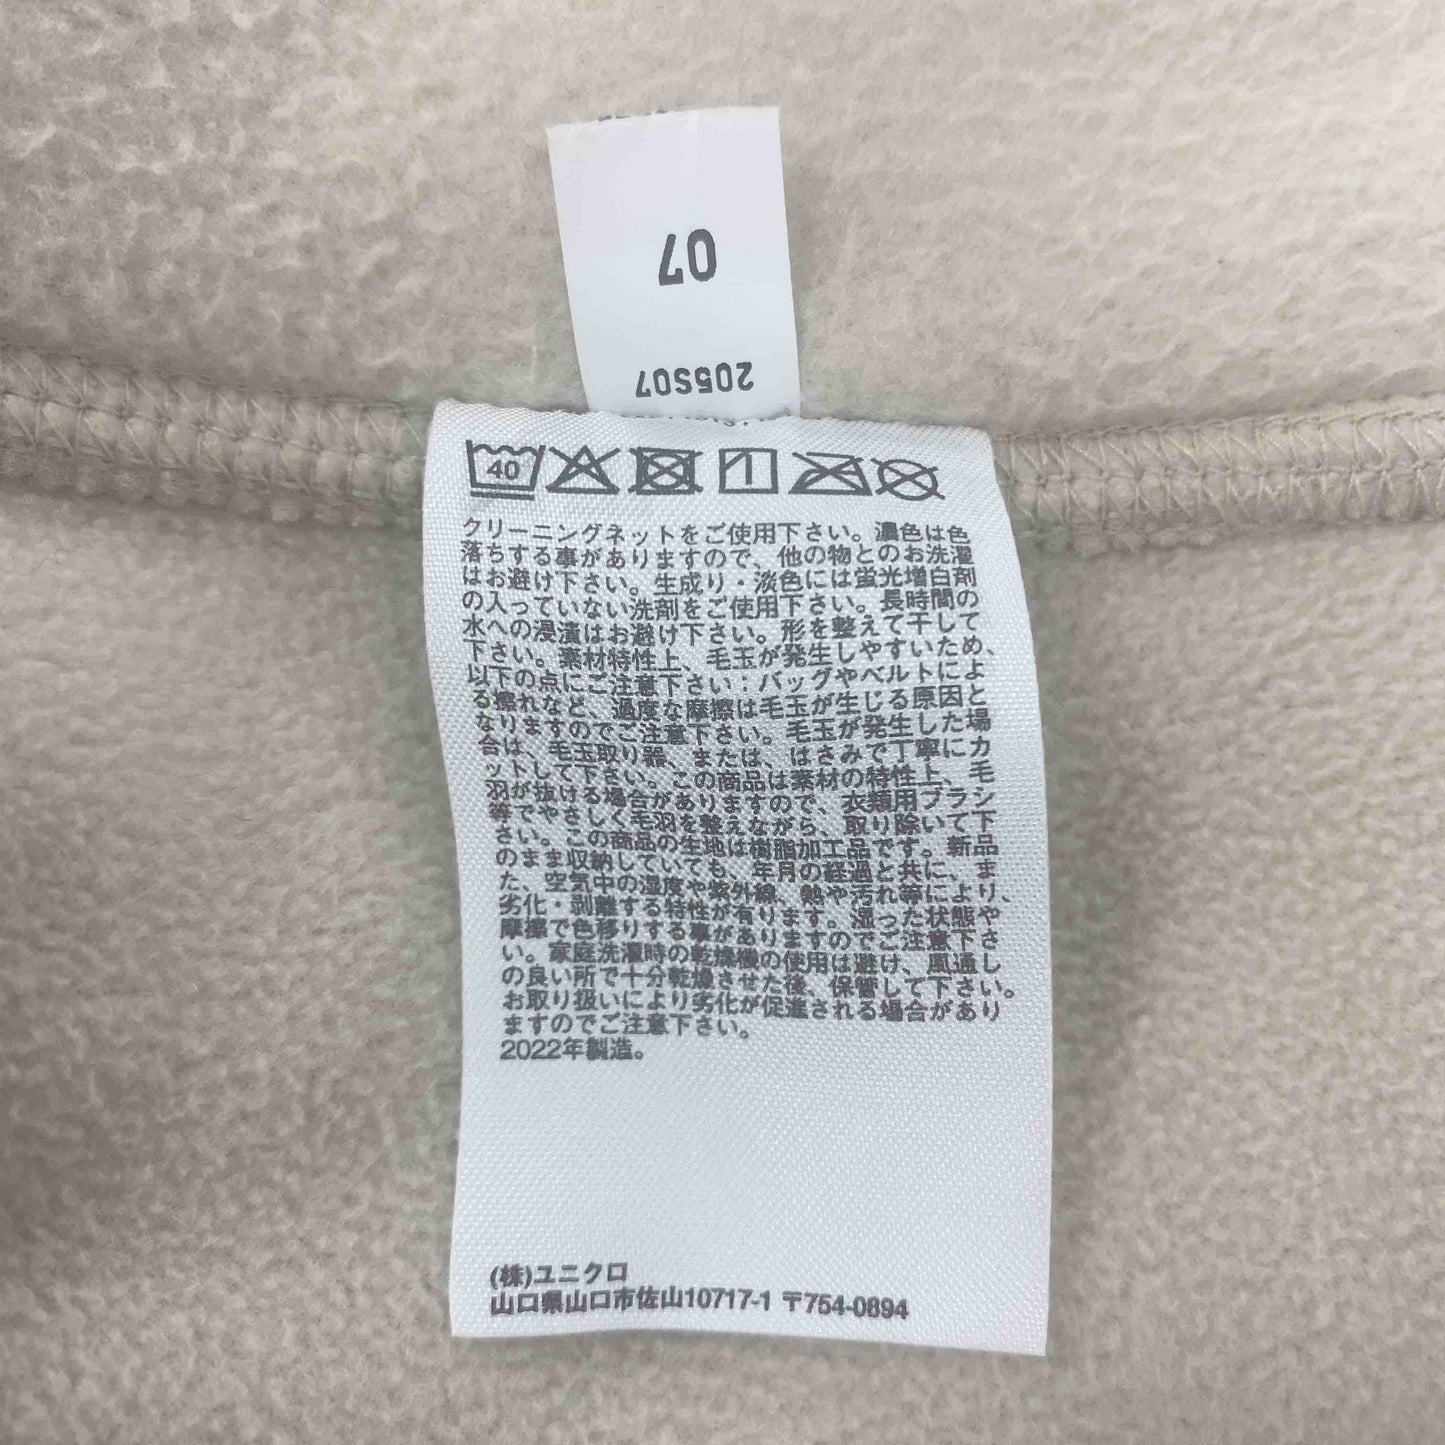 07
205S07
40
クリーニングネットをご使用下さい。濃色は色
落ちする事がありますので、他の物とのお洗濯
はお避け下さい。生成り・淡色には蛍光増白剤
の入っていない洗剤をご使用下さい。長時間の
水への浸漬はお避け下さい。形を整えて干して
下さい。素材特性上、毛玉が発生しやすいため、
以下の点にご注意下さい：バッグやベルトによ
る擦れなど、過度な摩擦は毛玉が生じる原因と
なりますのでご注意下さい。毛玉が発生した場
合は、毛玉取り器、または、はさみで丁寧にカ
ットして下さい。この商品は素材の特性上、毛
羽が抜ける場合がありますので、衣類用ブラシ
等でやさしく毛羽を整えながら、取り除いて下
さい。この商品の生地は樹脂加工品です。新品
のまま収納していても、年月の経過と共に、ま
た、空気中の湿度や紫外線、熱や汚れ等により、
劣化・剥離する特性が有ります。湿った状態や
摩擦で色移りする事がありますのでご注意下さ
い。家庭洗濯時の乾燥機の使用は避け、風通し
の良い所で十分乾燥させた後、保管して下さい。
お取り扱いにより劣化が促進される場合があり
ますのでご注意下さい。
2022年製造。
(株)ユニクロ
山口県山口市佐山10717-1 〒754-0894